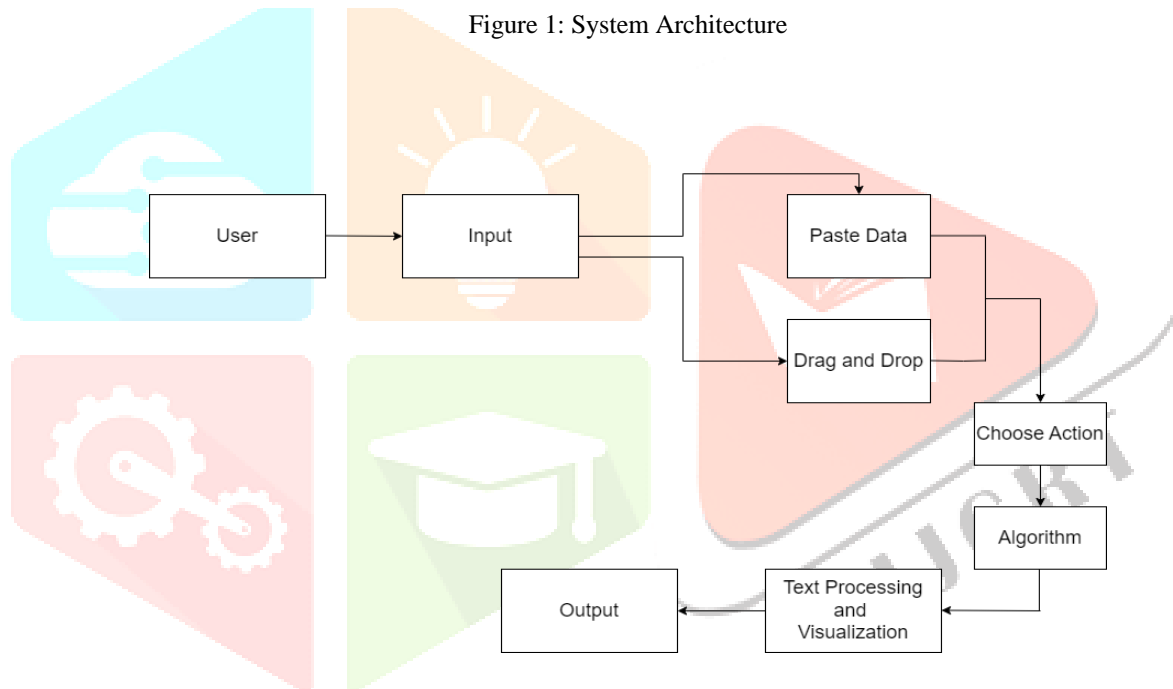 Figure 1: System Architecture
User
Input
Paste Data
Drag and Drop
Choose Action
Algorithm
Text Processing
and
Visualization
Output